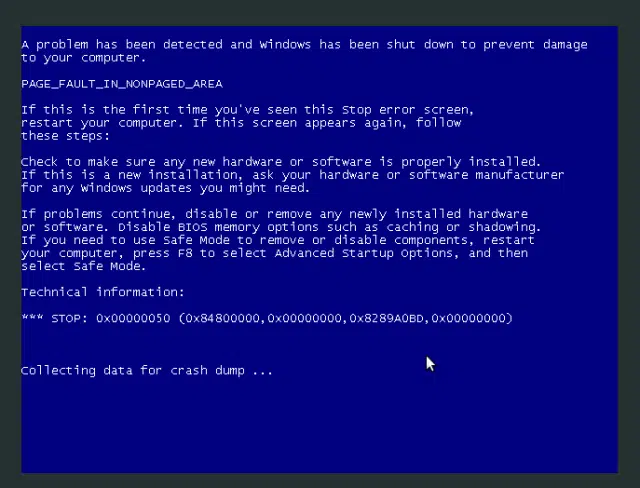 A problem has been detected and Windows has been shut down to prevent damage
to your computer.
PAGE_FAULT_IN_NONPAGED_AREA
If this is the first time you've seen this Stop error screen,
restart your computer. If this screen appears again, follow
these steps:
Check to make sure any new hardware or software is properly installed.
If this is a new installation, ask your hardware or software manufacturer
for any Windows updates you might need.
If problems continue, disable or remove any newly installed hardware
or software. Disable BIOS memory options such as caching or shadowing.
If you need to use Safe Mode to remove or disable components, restart
your computer, press F8 to select Advanced Startup Options, and then
select Safe Mode.
Technical information:
*** STOP: 0x00000050 (0x84800000,0x00000000,0x8289A0BD,0x00000000)
Collecting data for crash dump ...